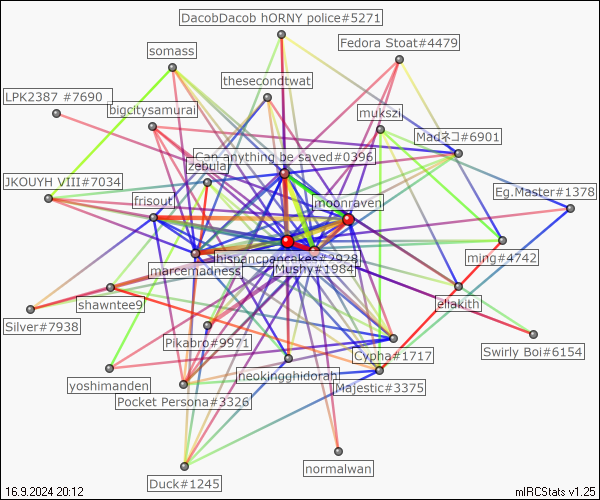 DacobDacob hORNY police#5271
Fedora Stoat#4479
somass
thesecondtwat
LPK2387 #7690
bigcitysamurai
mukszi
Madネコ#6901
Can anything be saved#0396
zebula
JKOUYH VIII#7034
Eg.Master#1378
frisout
moonraven
ming#4742
hispancpancakes#2928
marcemadness
Mushy#1984
eliakith
shawntee9
Silver#7938
Pikabro#9971
Cypha#1717
Swirly Boi#6154
neokingghidorah
yoshimanden
Majestic#3375
Pocket Persona#3326
normalwan
Duck#1245
16.9.2024 20:12
mIRCStats v1.25